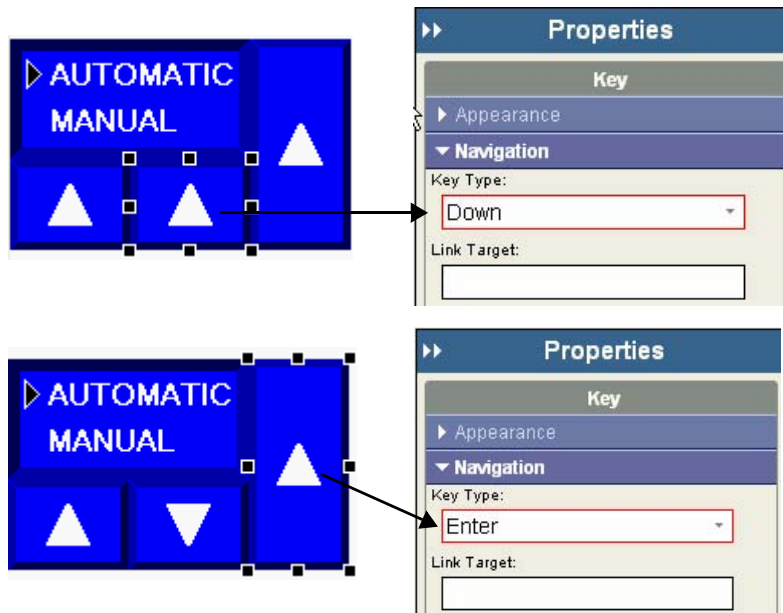 AUTOMATIC
MANUAL
Properties
Key
Appearance
Navigation
Key Type:
Down
Link Target:
AUTOMATIC
MANUAL
Properties
Key
Appearance
Navigation
Key Type:
Enter
Link Target: